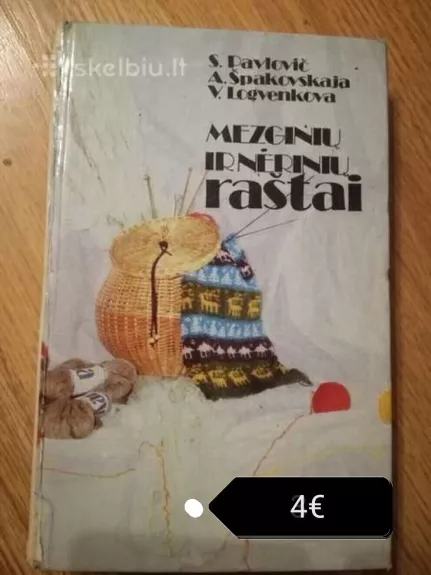 skelbiu.lt
S. Pavlovič
A. Špakovskaja
V. Logvenkova
MEZGINIŲ
IR NĖRINIŲ
raštai
4€